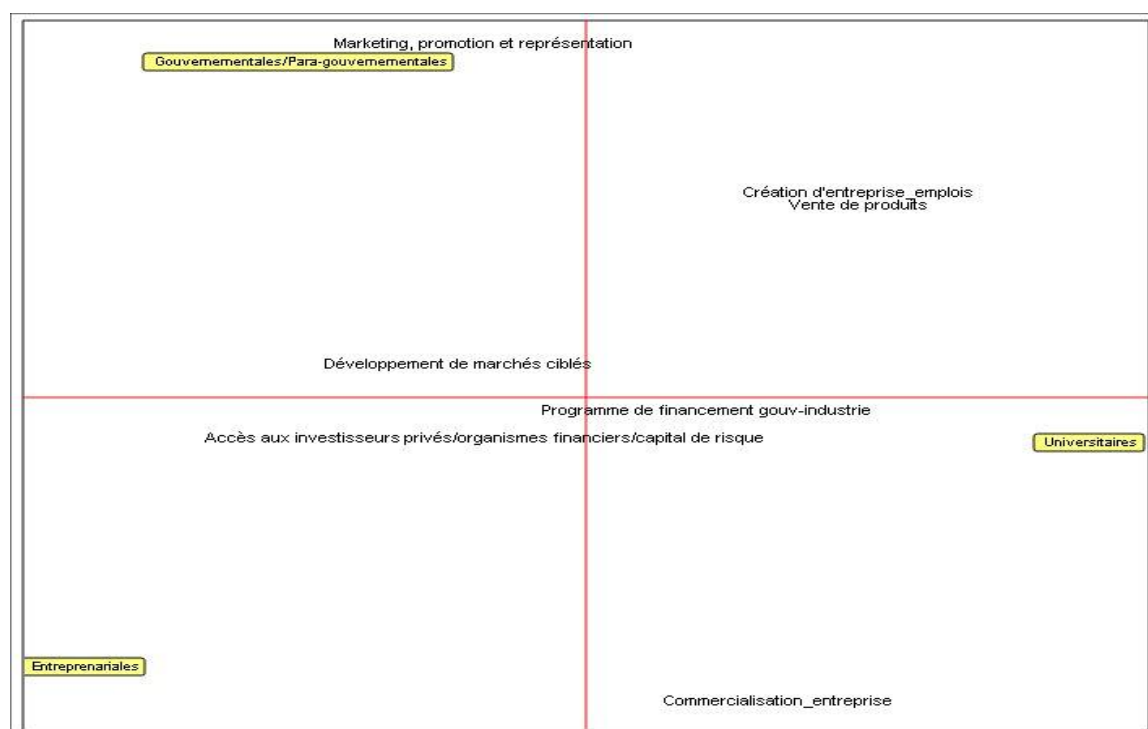 Marketing, promotion et représentation
Gouvernementales/Para-gouvernementales
Création d'entreprise_emplois
Vente de produits
Développement de marchés ciblés
Programme de financement gouv-industrie
Accès aux investisseurs privés/organismes financiers/capital de risque
Universitaires
Entreprenariales
Commercialisation_entreprise